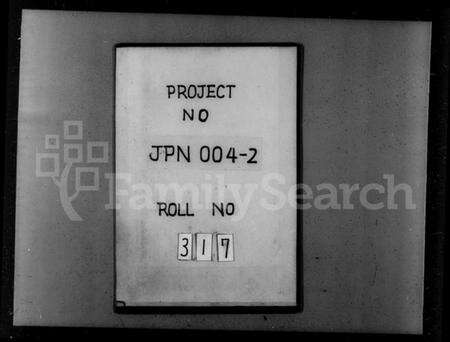 PROJECT
NO
JPN 004-2
FamilySearch
ROLL NO
317